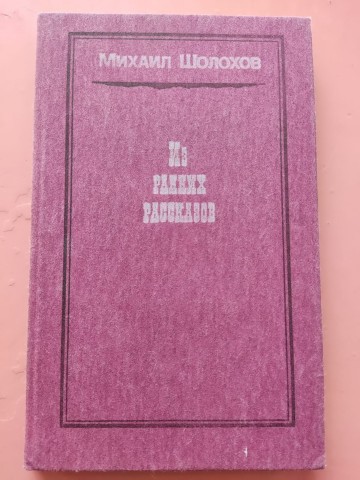 Михаил Шолохов
Из
ранних
рассказов